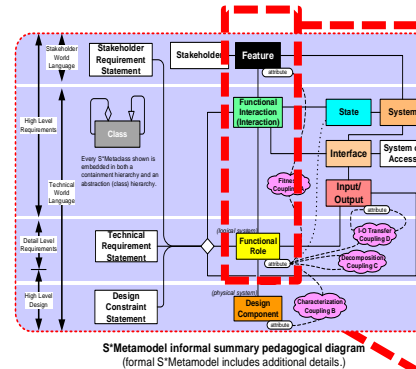 Stakeholder
World
Language
High Level
Requirements
Technical
World
Language
Detail Level
Requirements
High Level
Design
Stakeholder
Requirement
Statement
Stakeholder
Feature
attribute
Functional
Interaction
(Interaction)
State
System
Class
Every S*Metaclass shown is
embedded in both a
containment hierarchy and an
abstraction (class) hierarchy.
Interface
System of
Access
Input/
Output
attribute
I-O Transfer
Coupling D
Technical
Requirement
Statement
(logical system)
Functional
Role
attribute
Decomposition
Coupling C
Design
Constraint
Statement
(physical system)
Design
Component
attribute
Characterization
Coupling B
S*Metamodel informal summary pedagogical diagram
(formal S*Metamodel includes additional details.)